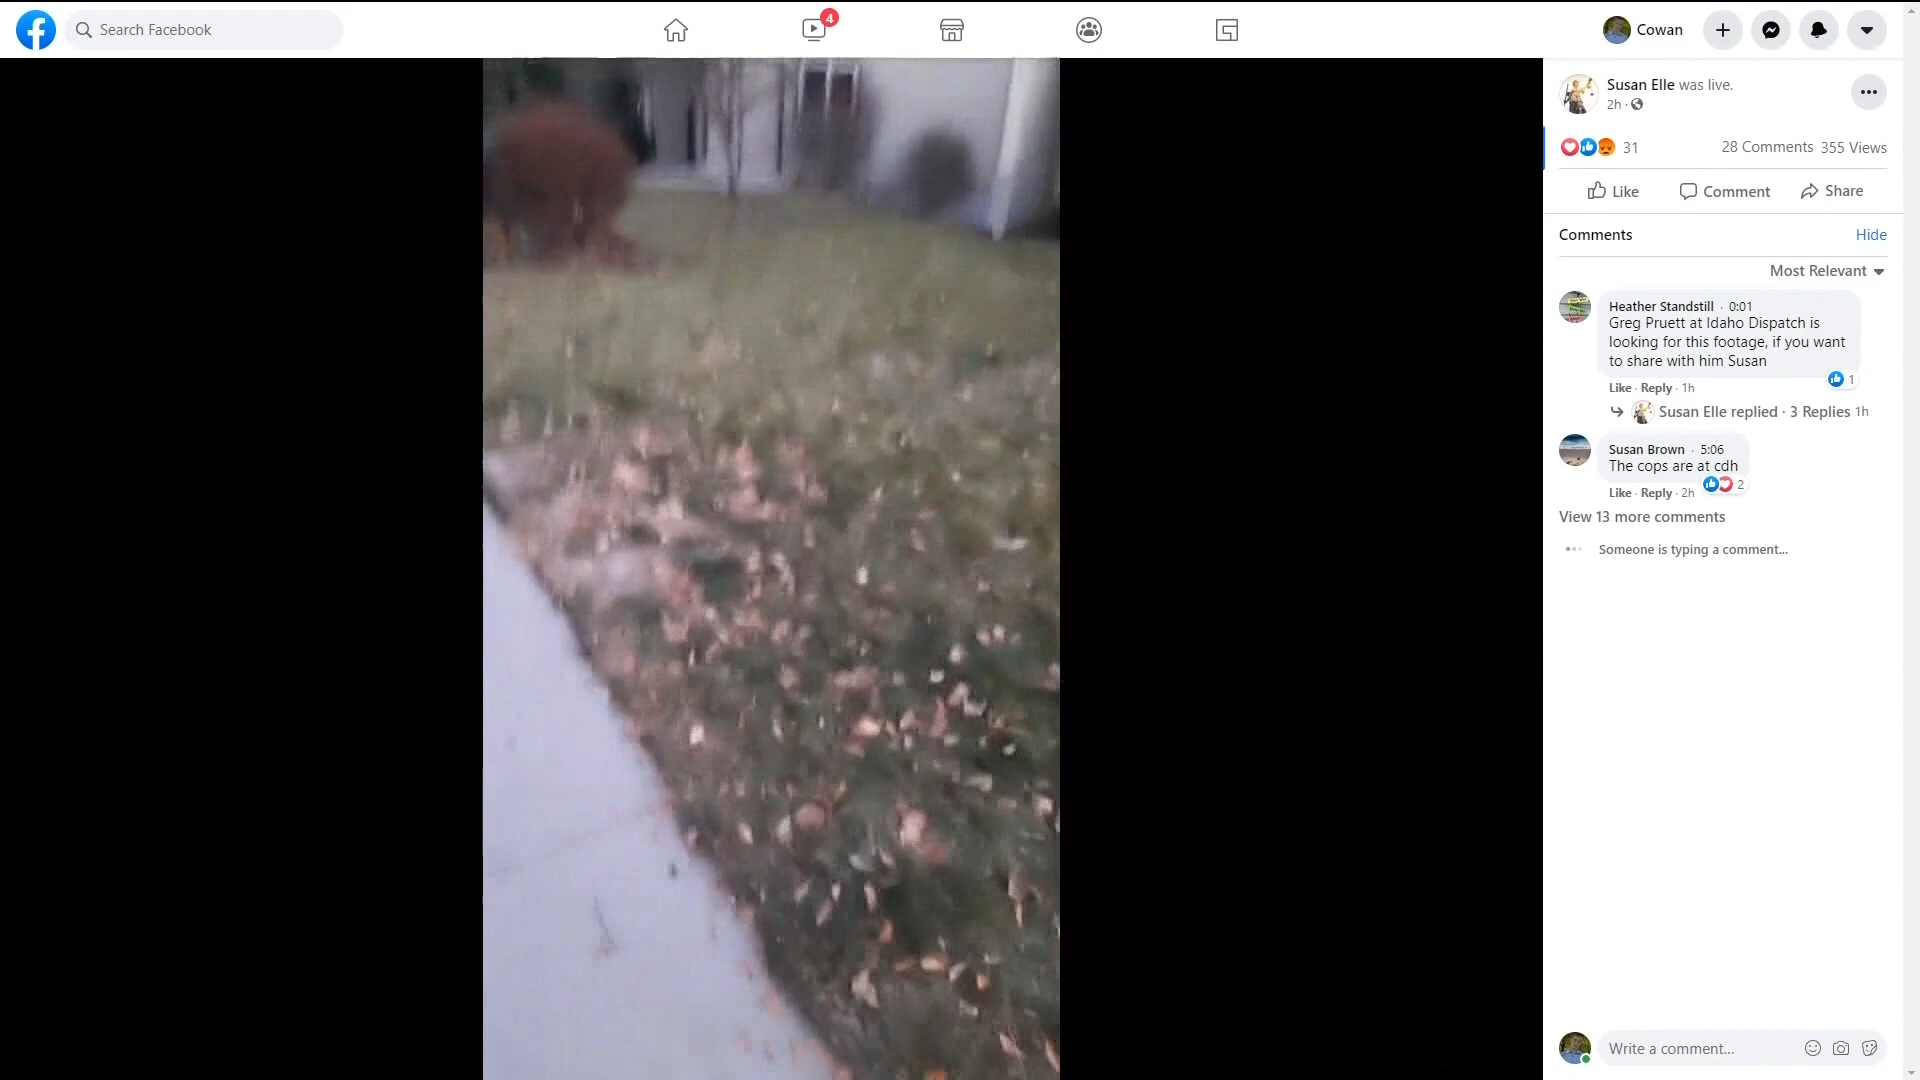 Search Facebook
4
Cowan
Susan Elle was live.
2h ·
31
28 Comments 355 Views
Like Comment Share
Comments
Hide
Most Relevant
Heather Standstill · 0:01
Greg Pruett at Idaho Dispatch is
looking for this footage, if you want
to share with him Susan
1
Like · Reply · 1h
Susan Elle replied · 3 Replies 1h
Susan Brown · 5:06
The cops are at cdh
2
Like · Reply · 2h
View 13 more comments
Someone is typing a comment...
Write a comment...